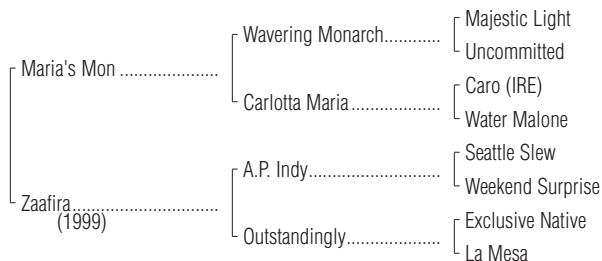 Majestic Light
Wavering Monarch............
Uncommitted
Maria's Mon .....................
Caro (IRE)
Carlotta Maria...................
Water Malone
Seattle Slew
A.P. Indy............................
Weekend Surprise
Zaafira................................
(1999)
Exclusive Native
Outstandingly....................
La Mesa